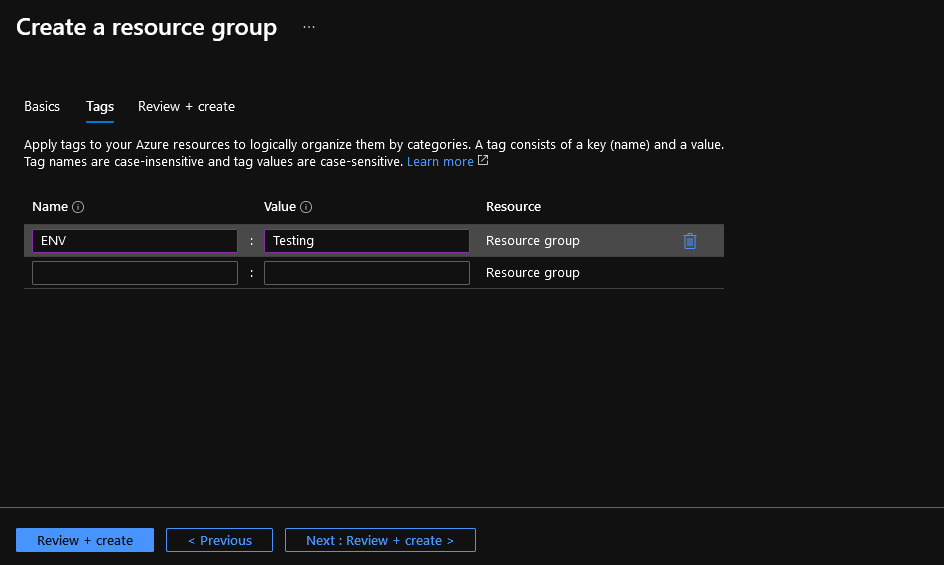 Create a resource group ...
Basics Tags Review + create
Apply tags to your Azure resources to logically organize them by categories. A tag consists of a key (name) and a value.
Tag names are case-insensitive and tag values are case-sensitive. Learn more
Name Value Resource
ENV : Testing Resource group
: Resource group
Review + create < Previous Next : Review + create >